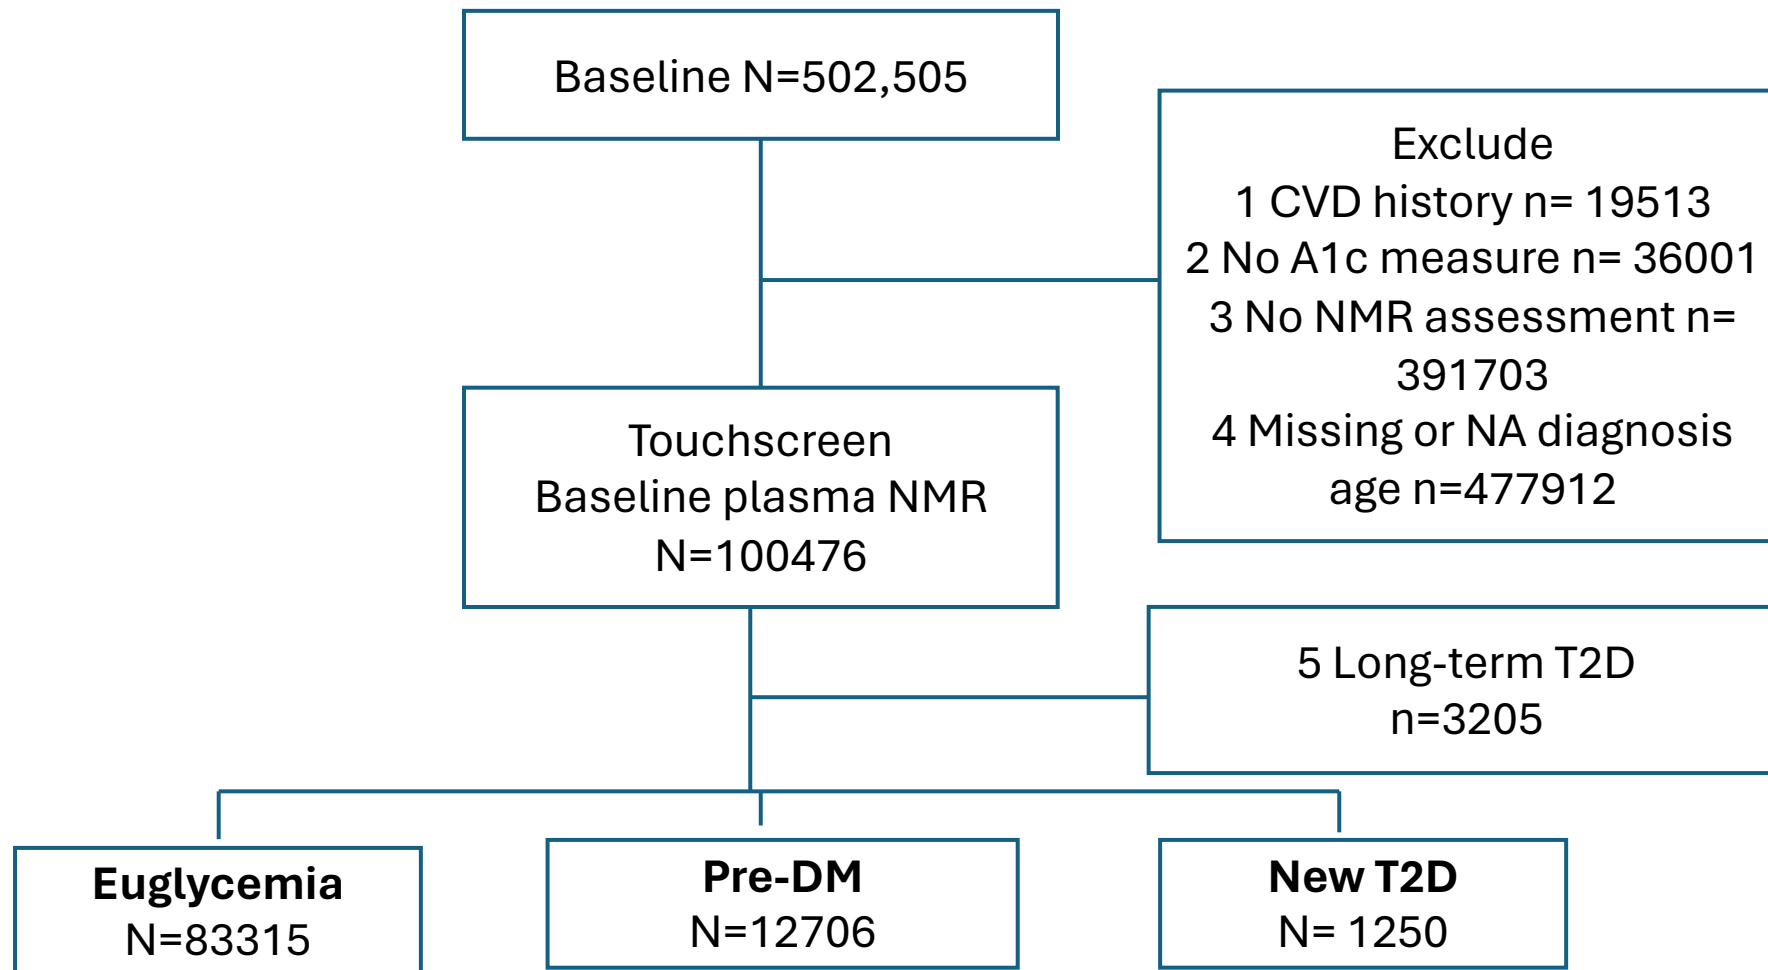 Baseline N=502,505
Exclude
1 CVD history n= 19513
2 No A1c measure n= 36001
3 No NMR assessment n=
391703
4 Missing or NA diagnosis
age n=477912
Touchscreen
Baseline plasma NMR
N=100476
5 Long-term T2D
n=3205
Euglycemia
N=83315
Pre-DM
N=12706
New T2D
N= 1250